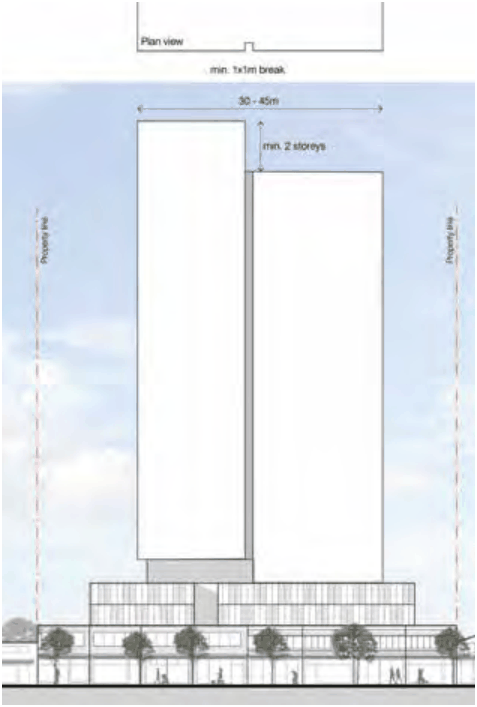 Plan view
min. 1x1m break
30 - 45m
min. 2 storeys
Property line
Property line